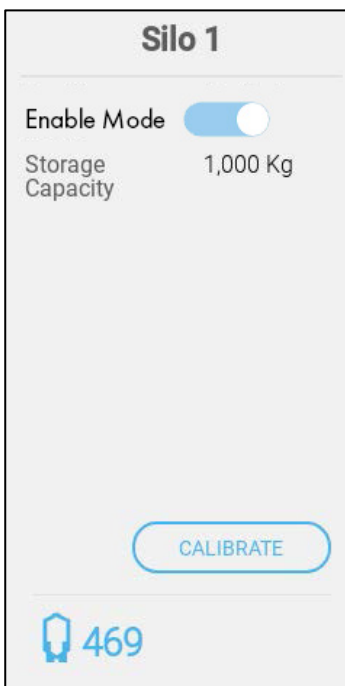 Silo 1
Enable Mode
Storage 1,000 Kg
Capacity
CALIBRATE
469